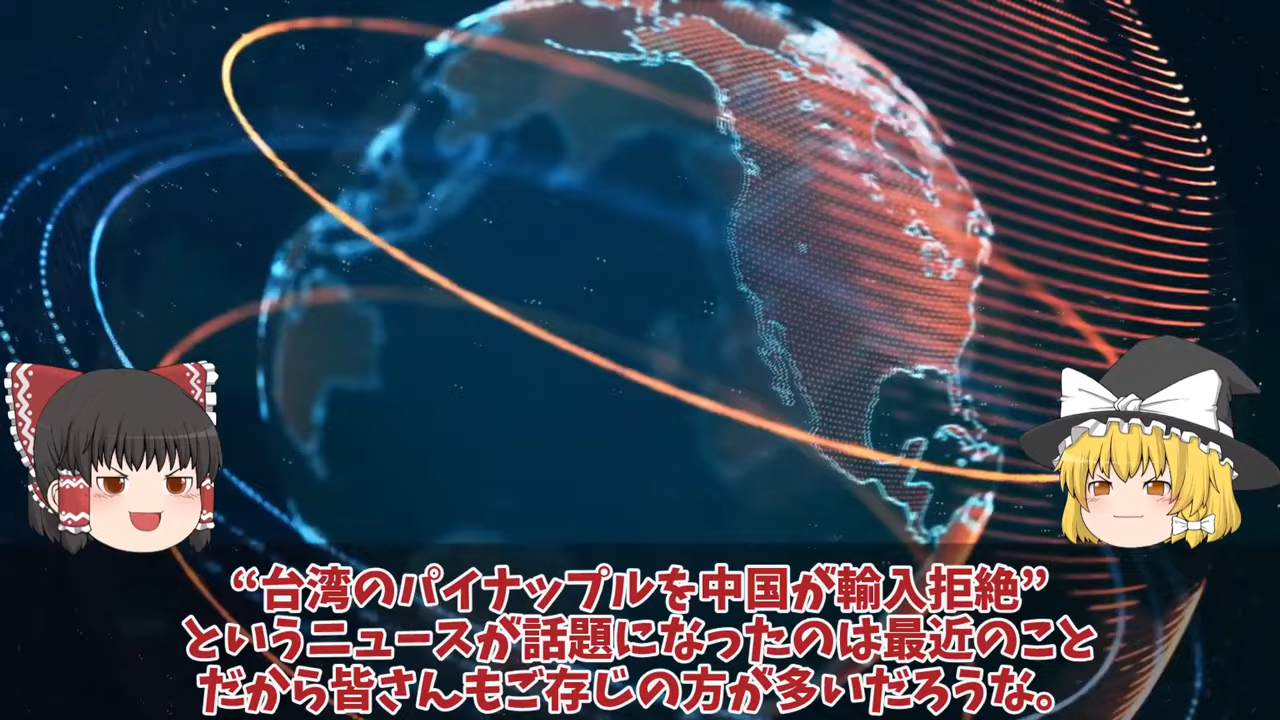 “台湾のパイナップルを中国が輸入拒絶”
というニュースが話題になったのは最近のこと
だから皆さんもご存じの方が多いだろうな。